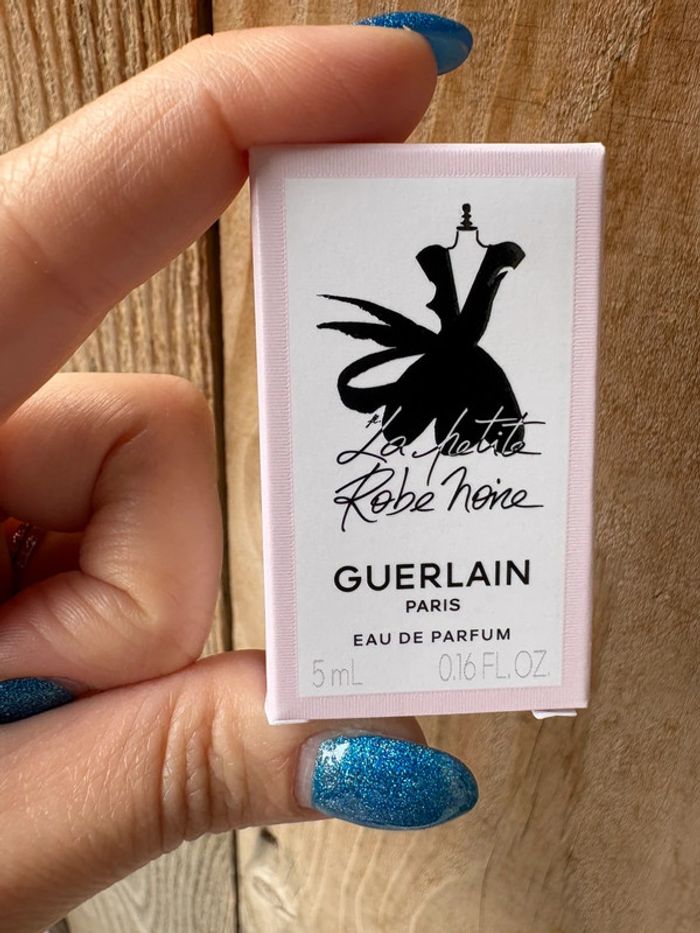 La petite
Robe Noire
GUERLAIN
PARIS
EAU DE PARFUM
5 mL 0.16 FL.OZ.